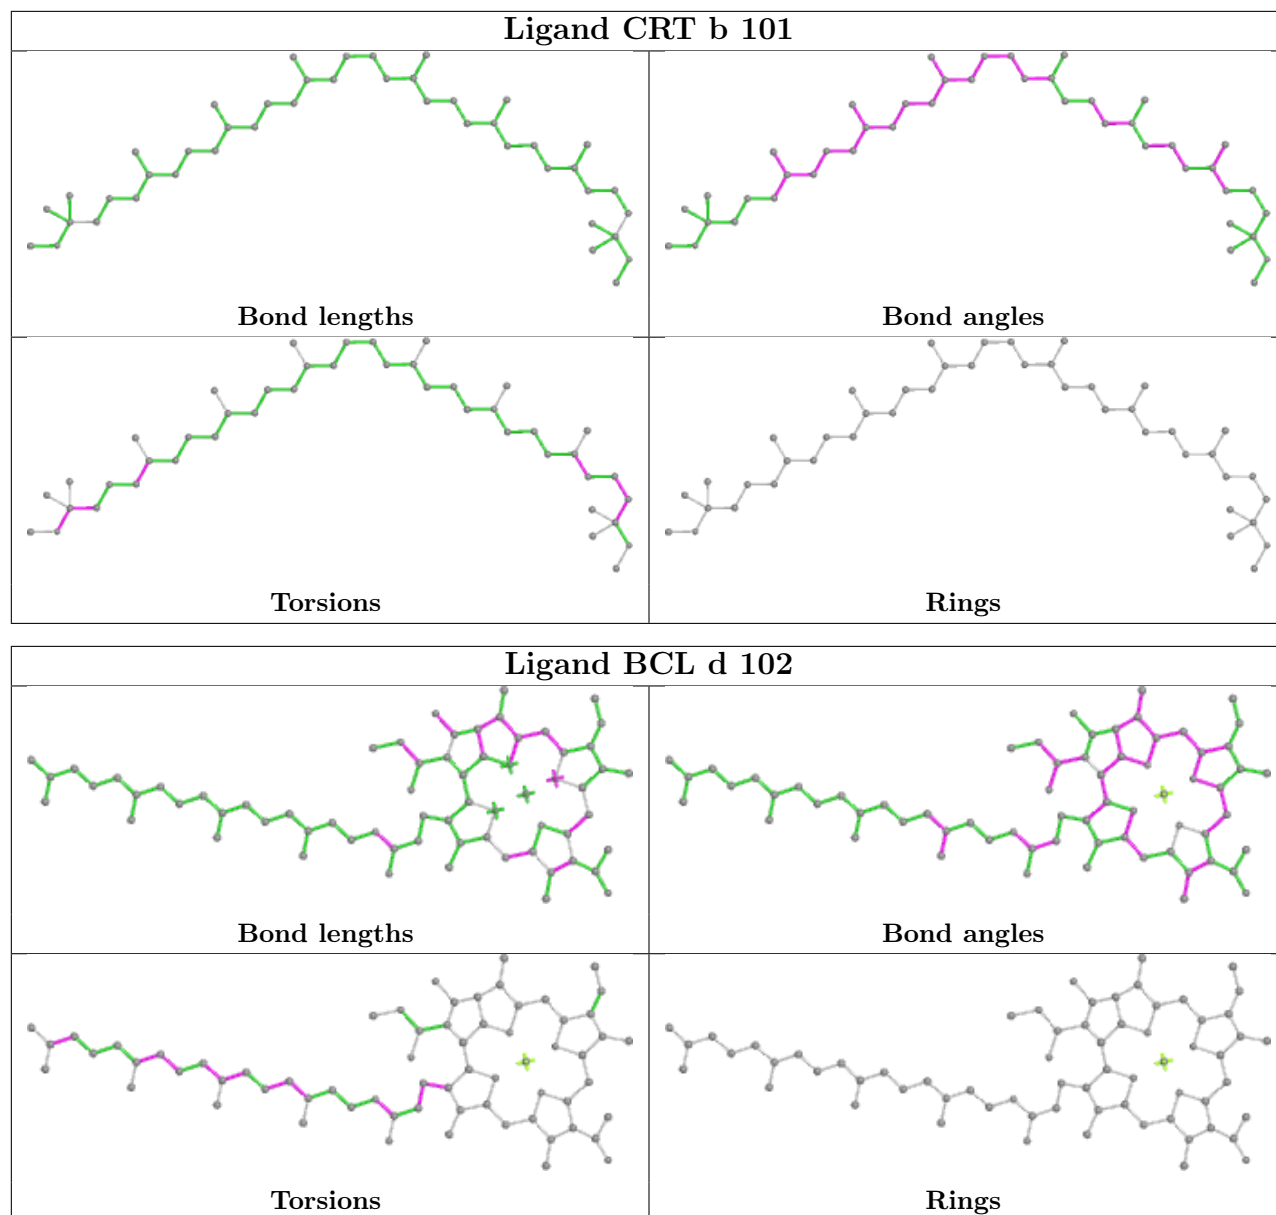 Ligand CRT b 101
Bond lengths
Bond angles
Torsions
Rings
Ligand BCL d 102
Bond lengths
Bond angles
Torsions
Rings